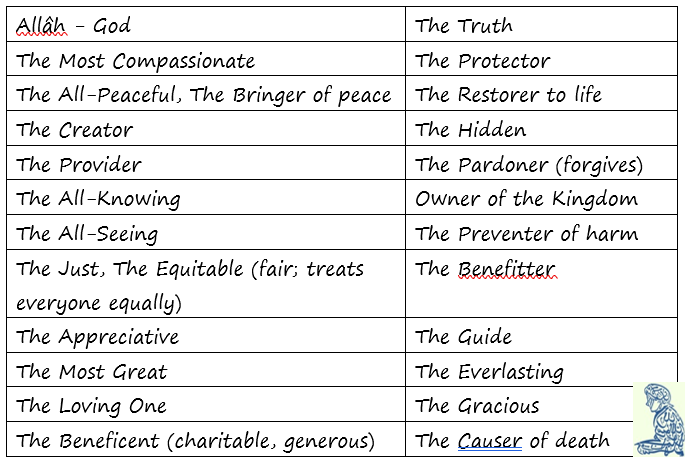 Allâh – God
The Truth
The Most Compassionate
The Protector
The All-Peaceful, The Bringer of peace
The Restorer to life
The Creator
The Hidden
The Provider
The Pardoner (forgives)
The All-Knowing
Owner of the Kingdom
The All-Seeing
The Preventer of harm
The Just, The Equitable (fair; treats
everyone equally)
The Benefitter
The Appreciative
The Guide
The Most Great
The Everlasting
The Loving One
The Gracious
The Beneficent (charitable, generous)
The Causer of death